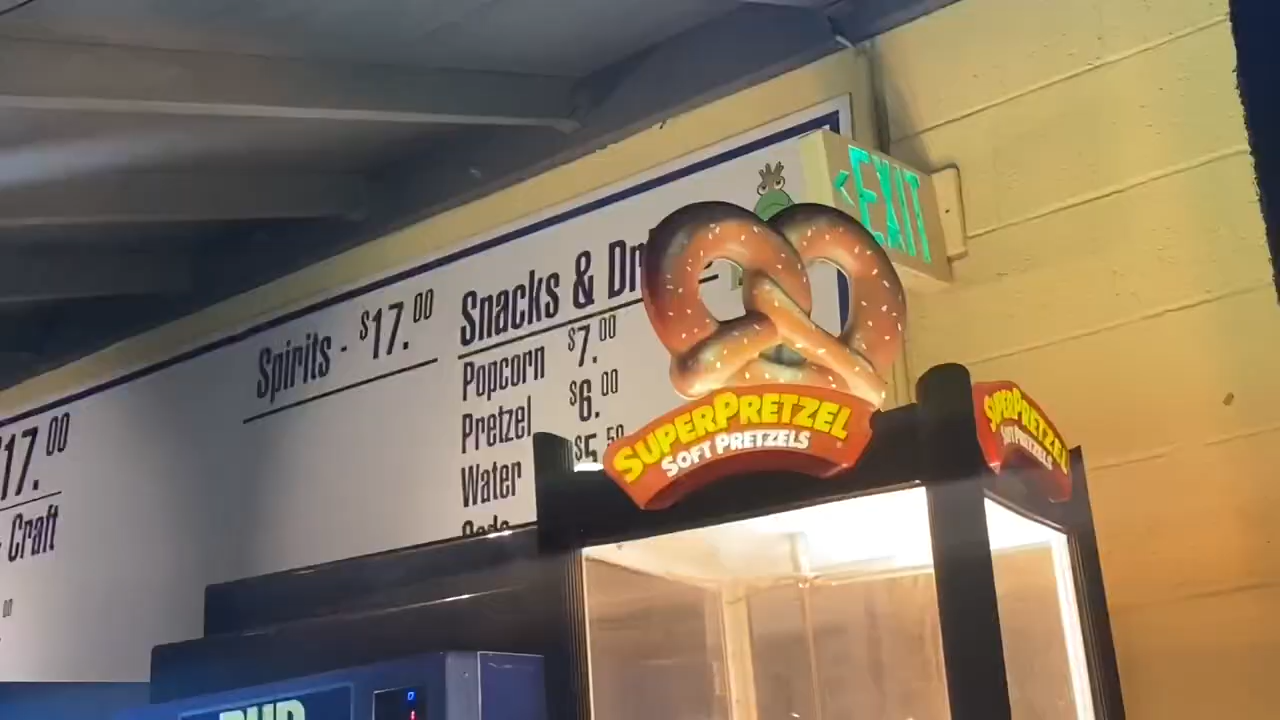 $17.00
- Craft
00
Spirits - $17.00
Snacks &
Popcorn $7.00
Pretzel $6.00
Water $5.50
<EXIT
SUPERPRETZEL
SOFT PRETZELS
SUPERPRETZEL
SOFT PRETZELS